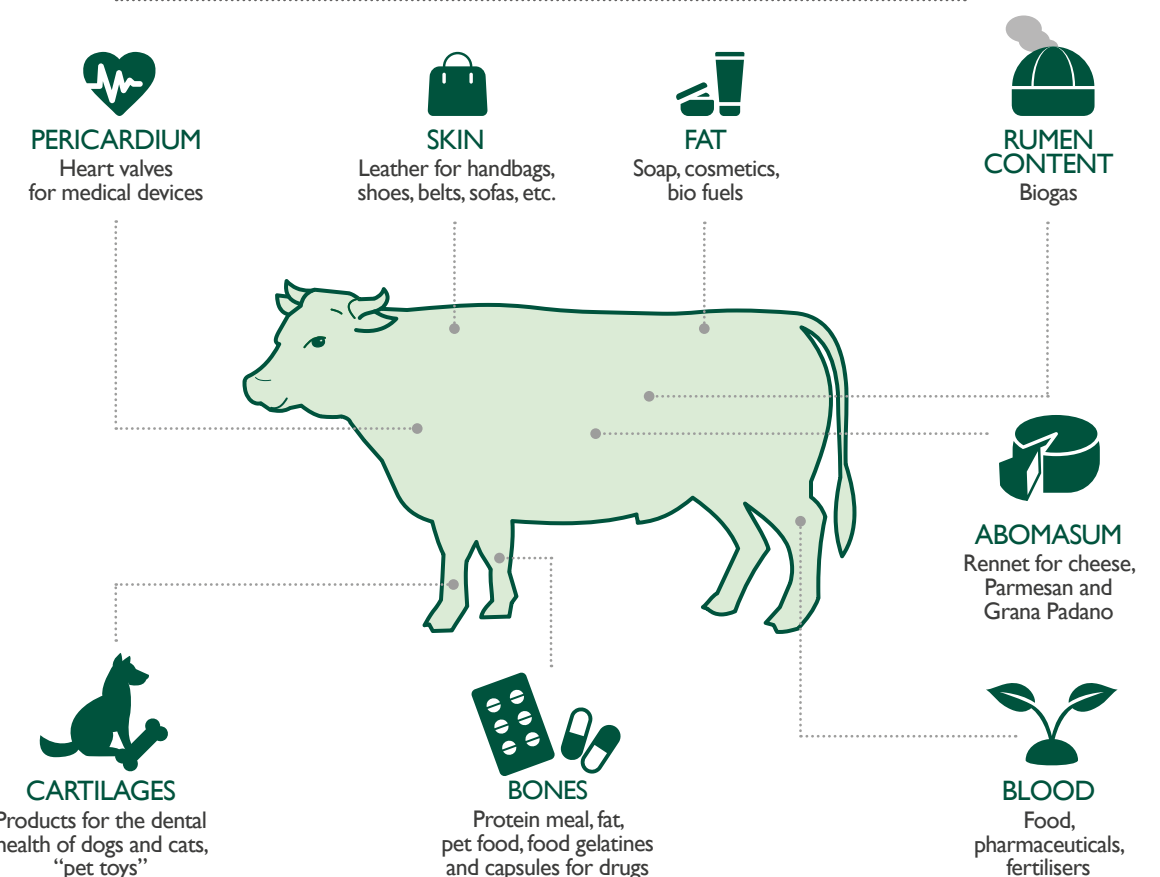 PERICARDIUM
Heart valves
for medical devices
SKIN
Leather for handbags,
shoes, belts, sofas, etc.
FAT
Soap, cosmetics,
bio fuels
RUMEN
CONTENT
Biogas
ABOMASUM
Rennet for cheese,
Parmesan and
Grana Padano
CARTILAGES
Products for the dental
health of dogs and cats,
“pet toys”
BONES
Protein meal, fat,
pet food, food gelatines
and capsules for drugs
BLOOD
Food,
pharmaceuticals,
fertilisers